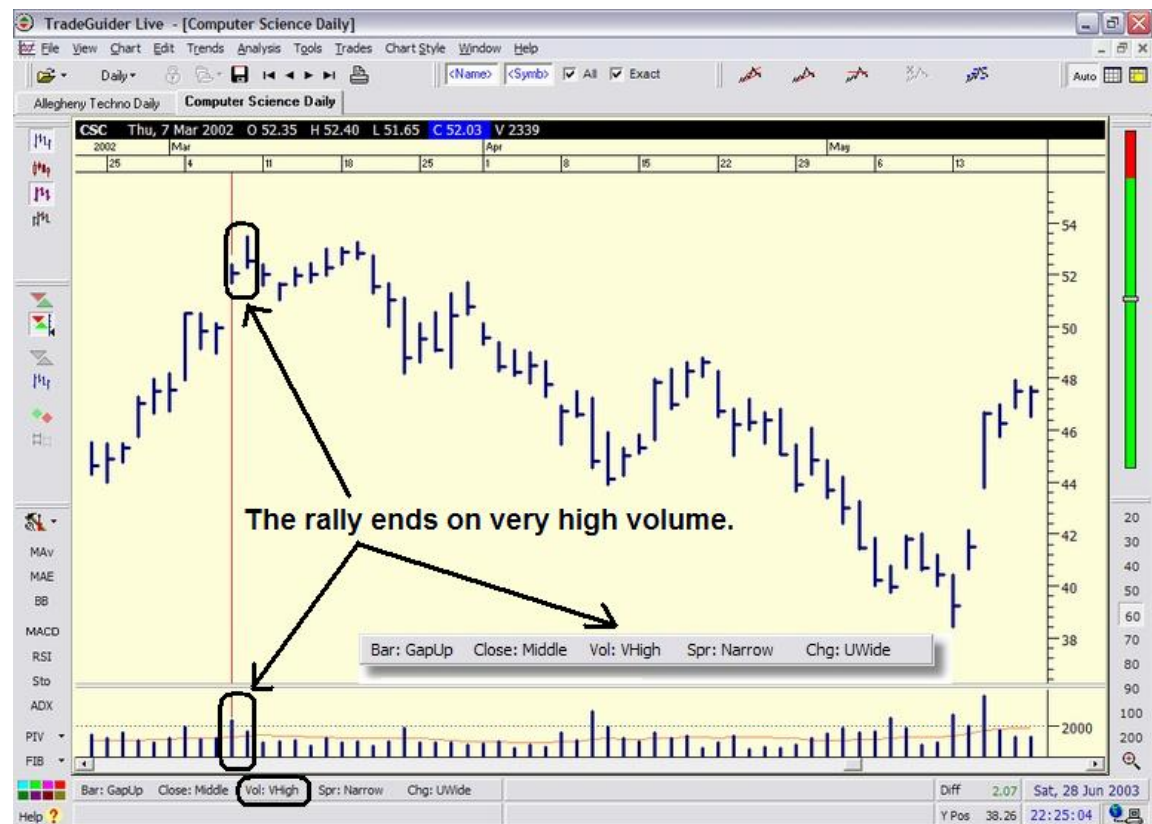 TradeGuider Live - [Computer Science Daily]
File View Chart Edit Trends Analysis Tools Trades Chart Style Window Help
Daily <Name> <Symb> All Exact Auto
Allegheny Techno Daily Computer Science Daily
CSC Thu, 7 Mar 2002 O 52.35 H 52.40 L 51.65 C 52.03 V 2339
2002 Mar Apr May
25 4 11 18 25 1 8 15 22 29 6 13
54
52
50
48
46
44
42
40
38
The rally ends on very high volume.
Bar: GapUp Close: Middle Vol: VHigh Spr: Narrow Chg: UWide
2000
MAv
MAE
BB
MACD
RSI
Sto
ADX
PIV
FIB
20
30
40
50
60
70
80
90
100
200
Bar: GapUp Close: Middle Vol: VHigh Spr: Narrow Chg: UWide Diff 2.07 Sat, 28 Jun 2003
Help ? Y Pos 38.26 22:25:04